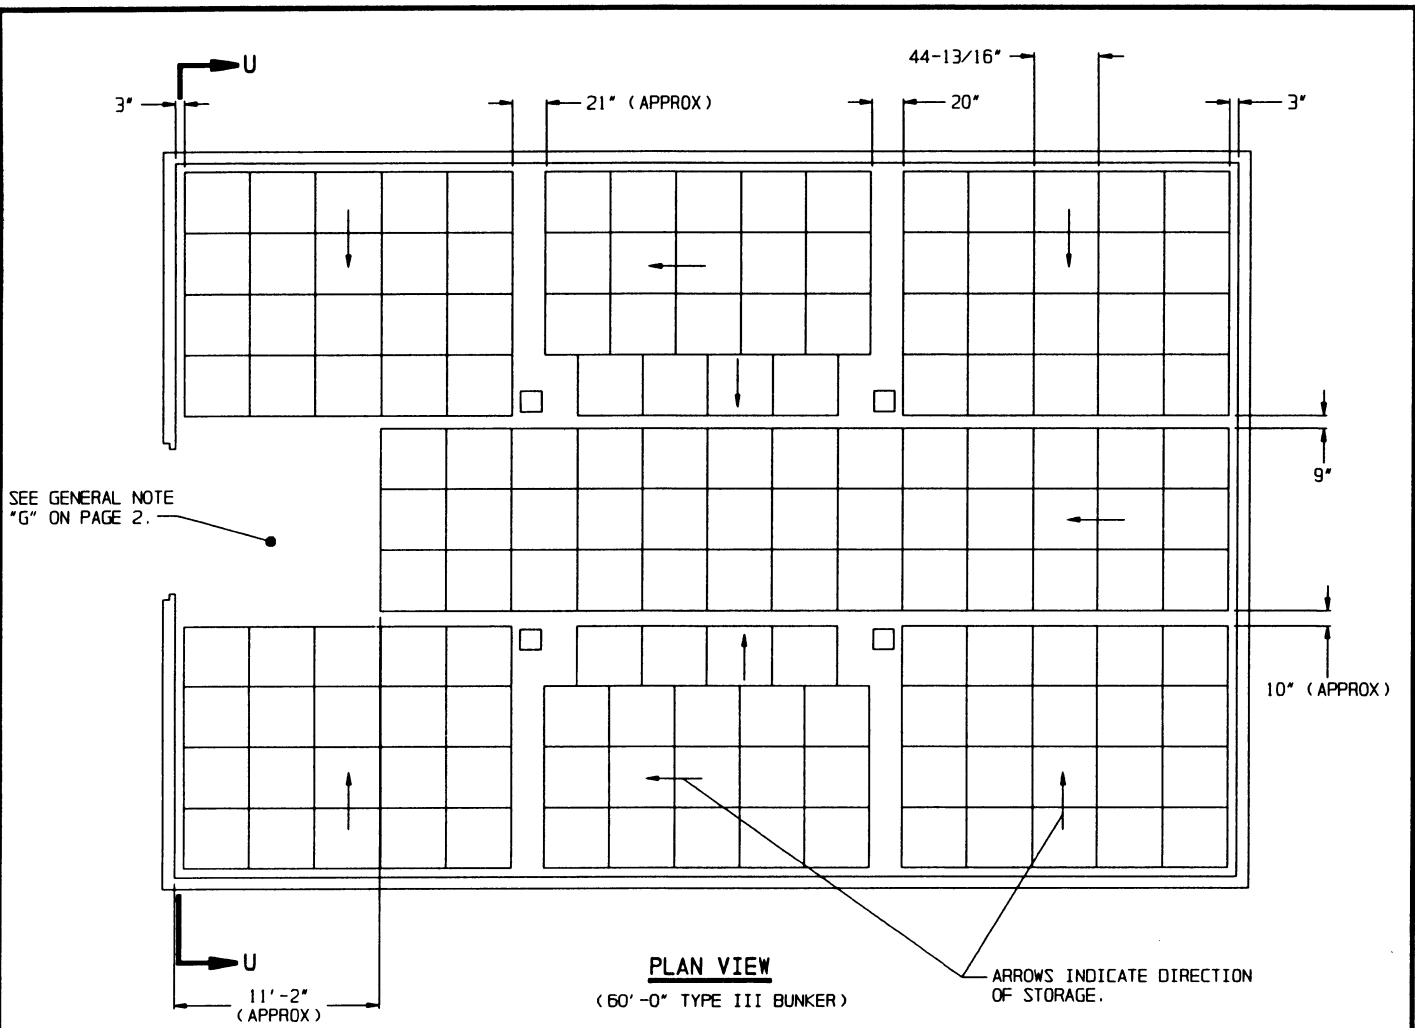 U
44-13/16"
3"
21" (APPROX)
20"
3"
9"
SEE GENERAL NOTE
"G" ON PAGE 2.
10" (APPROX)
U
PLAN VIEW
(60'-0" TYPE III BUNKER)
ARROWS INDICATE DIRECTION
OF STORAGE.
11'-2"
(APPROX)